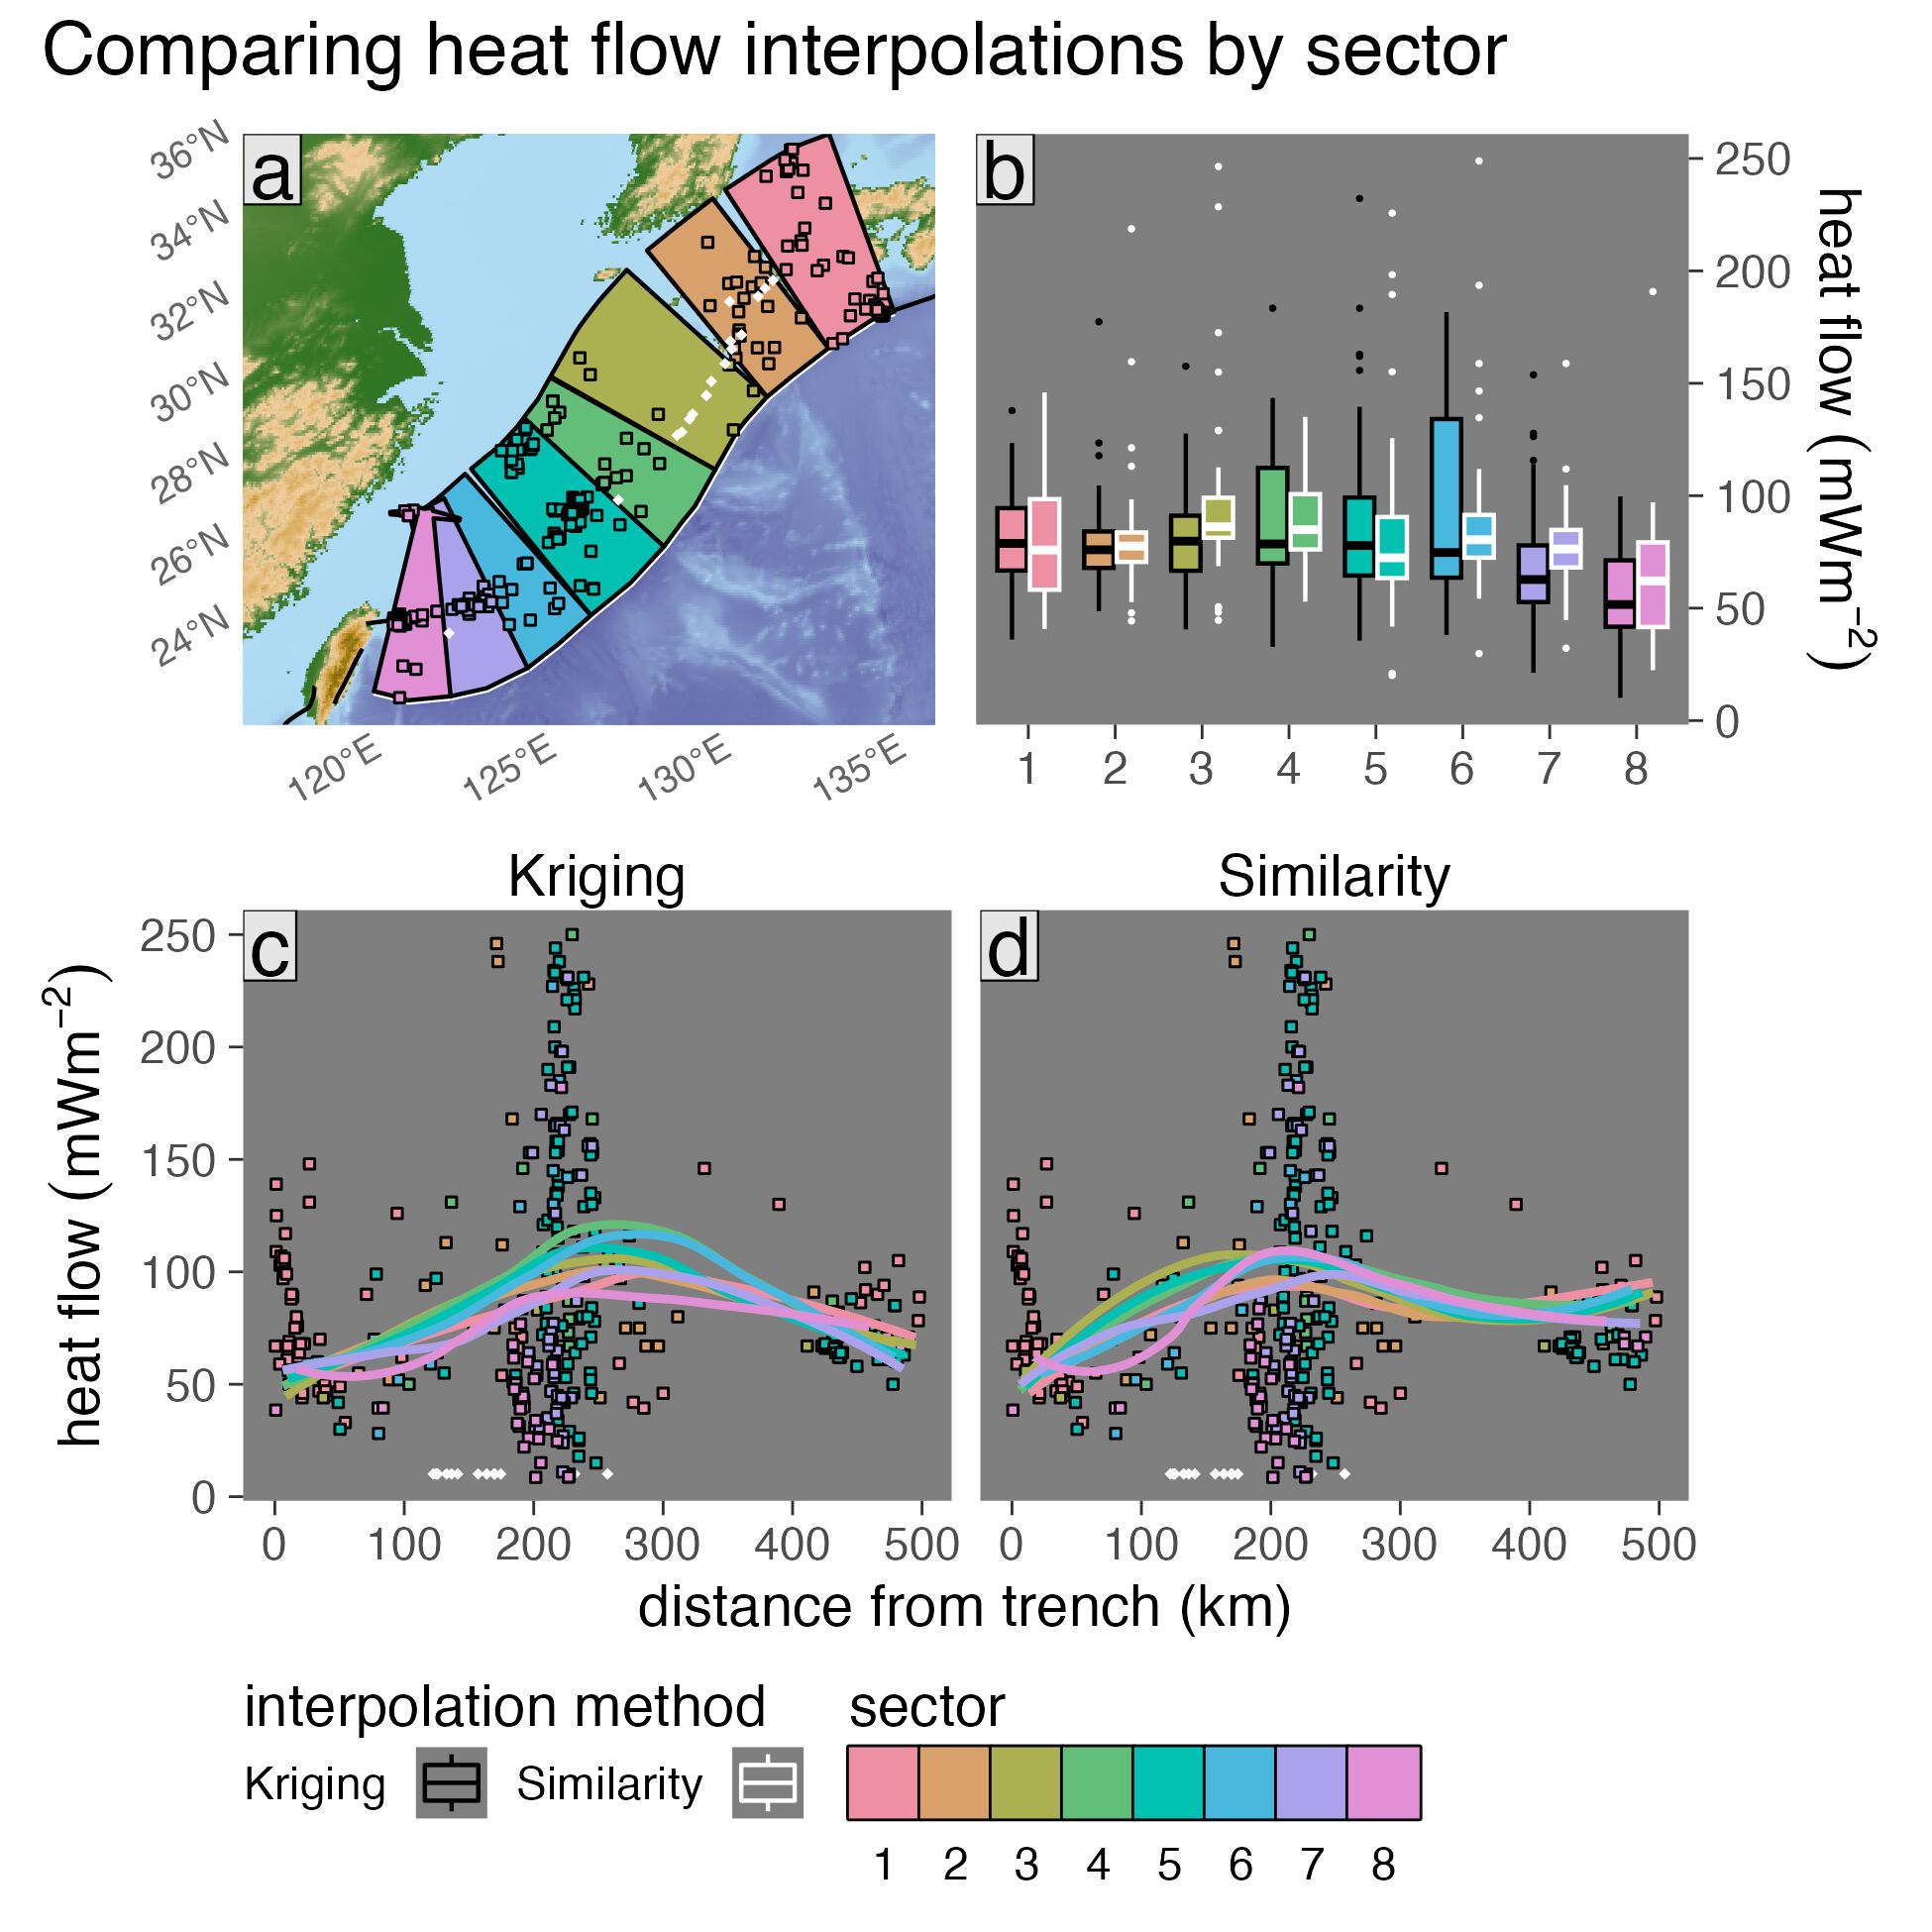 Comparing heat flow interpolations by sector
a
36°N
34°N
32°N
30°N
28°N
26°N
24°N
120°E
125°E
130°E
135°E
b
250
200
150
100
50
0
heat flow (mWm⁻²)
1 2 3 4 5 6 7 8
Kriging
Similarity
c
d
heat flow (mWm⁻²)
250
200
150
100
50
0
0 100 200 300 400 500
0 100 200 300 400 500
distance from trench (km)
interpolation method
Kriging
Similarity
sector
1 2 3 4 5 6 7 8